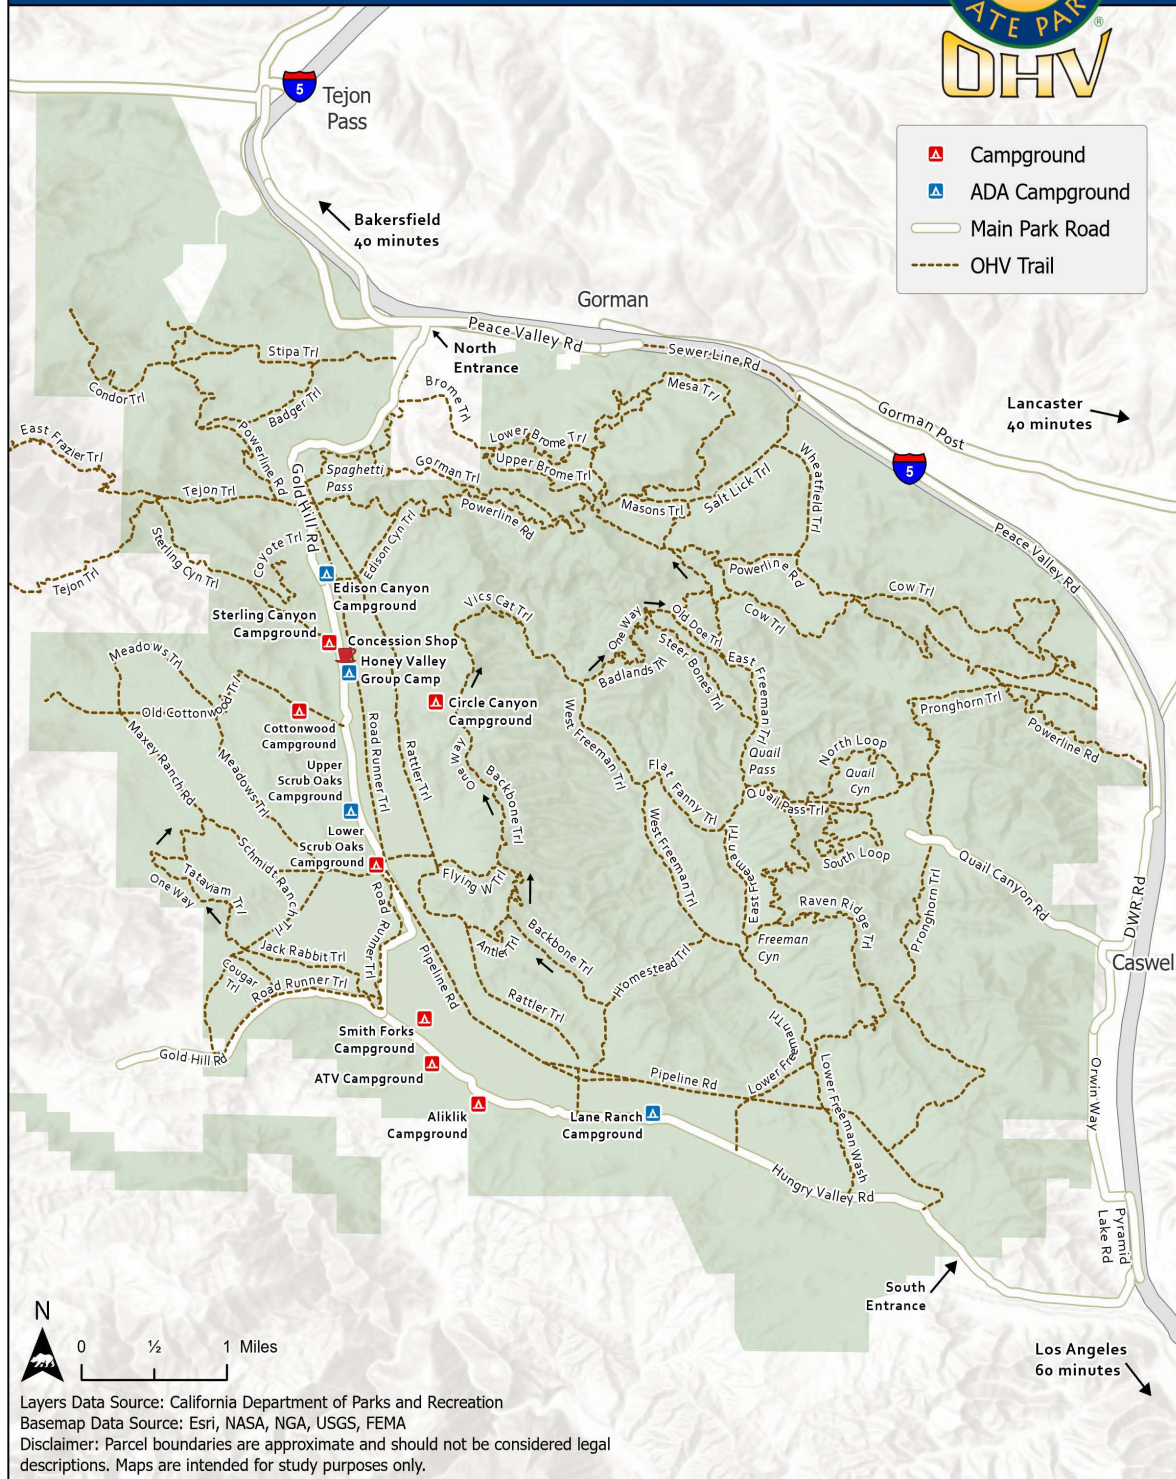 ATE PAR
®
OHV
5
Tejon
Pass
Campground
ADA Campground
Main Park Road
OHV Trail
Bakersfield
40 minutes
Gorman
Peace Valley Rd
North
Entrance
Sewer Line Rd
Stipa Trl
Condor Trl
Badger Trl
Brome Trl
Mesa Trl
Lancaster
40 minutes
Gorman Post
East Frazier Trl
Powerline Rd
Lower Brome Trl
Upper Brome Trl
Spaghetti
Pass
Gorman Trl
Wheatfield Trl
5
Salt Lick Trl
Tejon Trl
Gold Hill Rd
Masons Trl
Powerline Rd
Peace Valley Rd
Sterling Cyn Trl
Coyote Trl
Edison Cyn Trl
Tejon Trl
Powerline Rd
Cow Trl
Edison Canyon
Campground
Sterling Canyon
Campground
Vics Cat Trl
One Way
Old Doe Trl
Cow Trl
Concession Shop
Honey Valley
Group Camp
Meadows Trl
Badlands Trl
Steer Bones Trl
East Freeman Trl
Old Cottonwood Trl
Cottonwood
Campground
Circle Canyon
Campground
Pronghorn Trl
Powerline Rd
Maxey Ranch Rd
Meadows Trl
Road Runner Trl
Rattler Trl
One Way
Backbone Trl
West Freeman Trl
Quail
Pass
North Loop
Quail
Cyn
Upper
Scrub Oaks
Campground
Flat Fanny Trl
Quail Pass Trl
Lower
Scrub Oaks
Campground
West Freeman Trl
East Freeman Trl
South Loop
Quail Canyon Rd
Schmidt Ranch Trl
Tataviam Trl
One Way
Flying W Trl
Road Runner Trl
Raven Ridge Trl
Pronghorn Trl
DWR Rd
Jack Rabbit Trl
Antler Trl
Backbone Trl
Freeman
Cyn
Caswel
Cougar
Trl
Road Runner Trl
Pipeline Rd
Homestead Trl
Rattler Trl
Smith Forks
Campground
Gold Hill Rd
ATV Campground
Lower Freeman Trl
Pipeline Rd
Lower Freeman Wash
Orwin Way
Aliklik
Campground
Lane Ranch
Campground
Hungry Valley Rd
Pyramid
Lake Rd
South
Entrance
N
0 ½ 1 Miles
Los Angeles
60 minutes
Layers Data Source: California Department of Parks and Recreation
Basemap Data Source: Esri, NASA, NGA, USGS, FEMA
Disclaimer: Parcel boundaries are approximate and should not be considered legal
descriptions. Maps are intended for study purposes only.